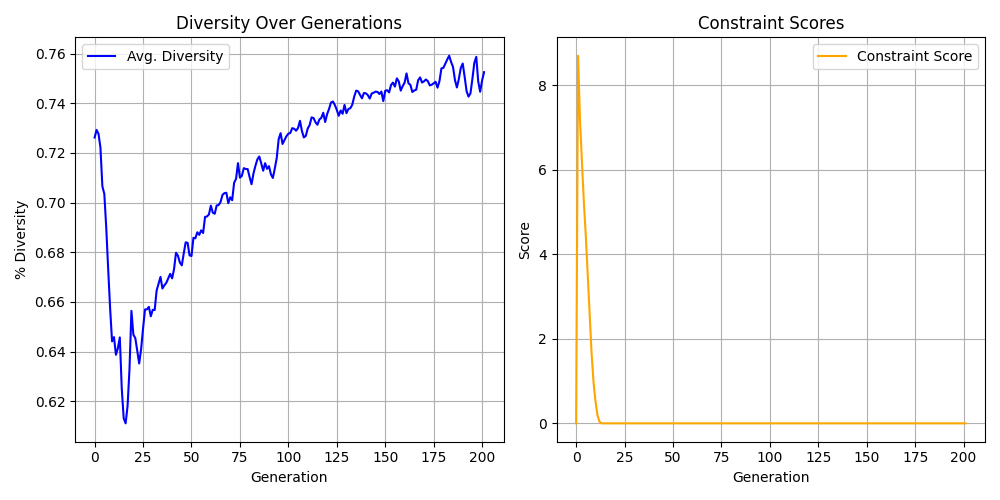 Diversity Over Generations
Avg. Diversity
% Diversity
0.76
0.74
0.72
0.70
0.68
0.66
0.64
0.62
0 25 50 75 100 125 150 175 200
Generation
Constraint Scores
Constraint Score
Score
8
6
4
2
0
0 25 50 75 100 125 150 175 200
Generation